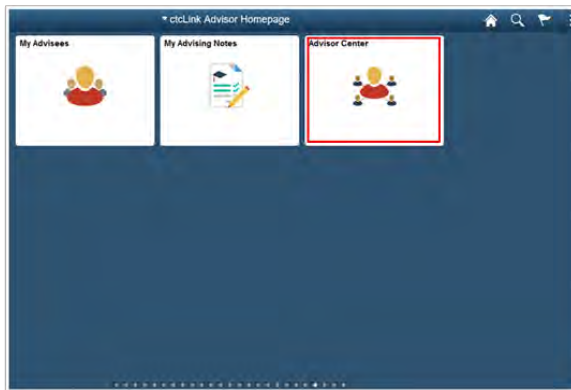 ctcLink Advisor Homepage
My Advisees
My Advising Notes
Advisor Center